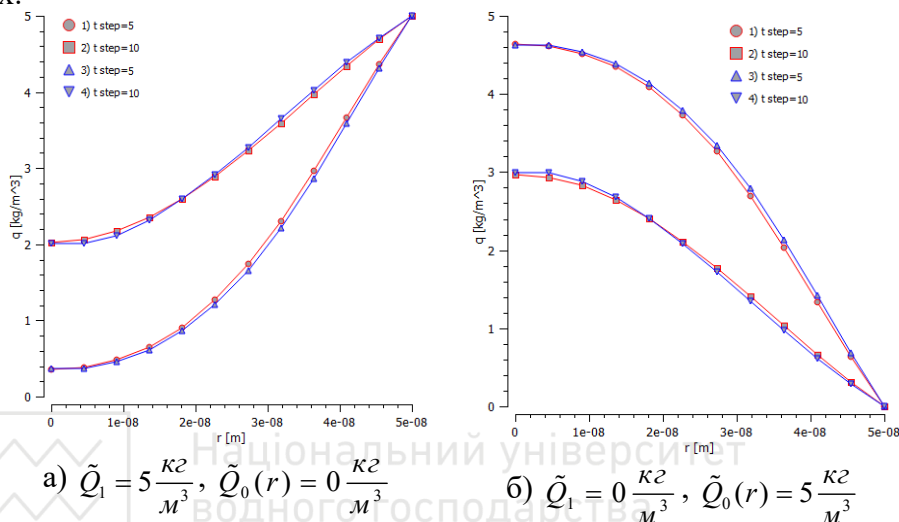 х.
1) t step=5
2) t step=10
3) t step=5
4) t step=10
q [kg/m^3]
5
4
3
2
1
0
0 1e-08 2e-08 3e-08 4e-08 5e-08
r [m]
1) t step=5
2) t step=10
3) t step=5
4) t step=10
q [kg/m^3]
5
4
3
2
1
0
0 1e-08 2e-08 3e-08 4e-08 5e-08
r [m]
Національний університет
водного господарства
а) Q̃₁ = 5 кг/м³, Q̃₀(r) = 0 кг/м³
б) Q̃₁ = 0 кг/м³, Q̃₀(r) = 5 кг/м³